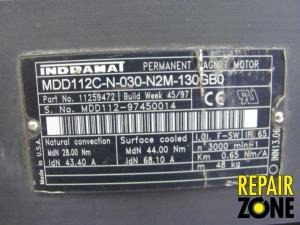 INDRAMAT PERMANENT MAGNET MOTOR
MDD112C-N-030-N2M-130GB0
Part No. 11259472 Build Week 45/97
S.No. MDD112-97450014
Made in U.S.A.
Natural convection Surface cooled I.Cl. F-SW IP 65
MdN 28.00 Nm MdN 44.00 Nm n 3000 min-1
IdN 43.40 A IdN 68.10 A Km 0.65 Nm/A
m 48 kg
NN13.06
REPAIR
ZONE